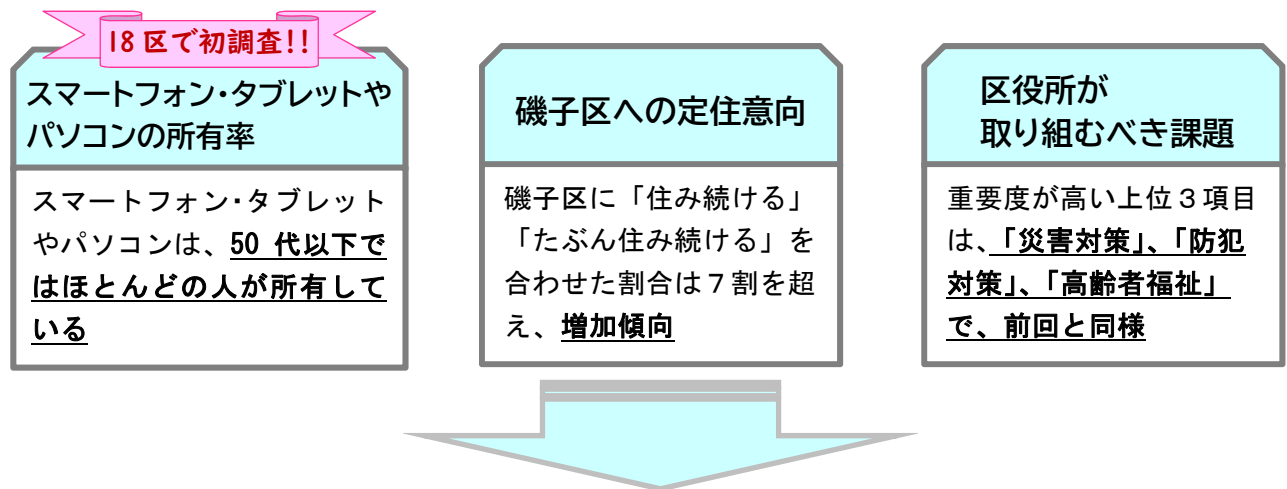 18区で初調査!!
スマートフォン・タブレットや
パソコンの所有率
スマートフォン・タブレット
やパソコンは、50 代以下で
はほとんどの人が所有して
いる
磯子区への定住意向
磯子区に「住み続ける」
「たぶん住み続ける」を
合わせた割合は７割を超
え、増加傾向
区役所が
取り組むべき課題
重要度が高い上位３項目
は、「災害対策」、「防犯
対策」、「高齢者福祉」
で、前回と同様